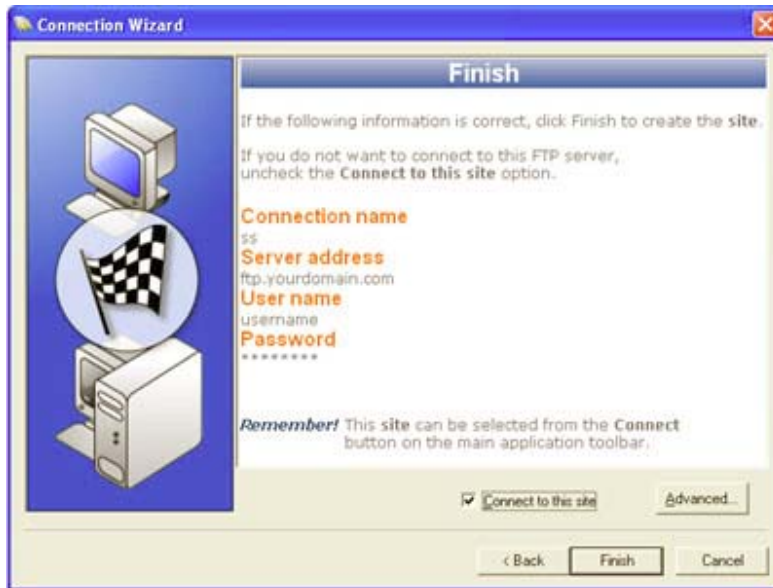 Connection Wizard
Finish
If the following information is correct, click Finish to create the site.
If you do not want to connect to this FTP server,
uncheck the Connect to this site option.
Connection name
ss
Server address
ftp.yourdomain.com
User name
username
Password
********
Remember! This site can be selected from the Connect
button on the main application toolbar.
Connect to this site
Advanced...
< Back
Finish
Cancel